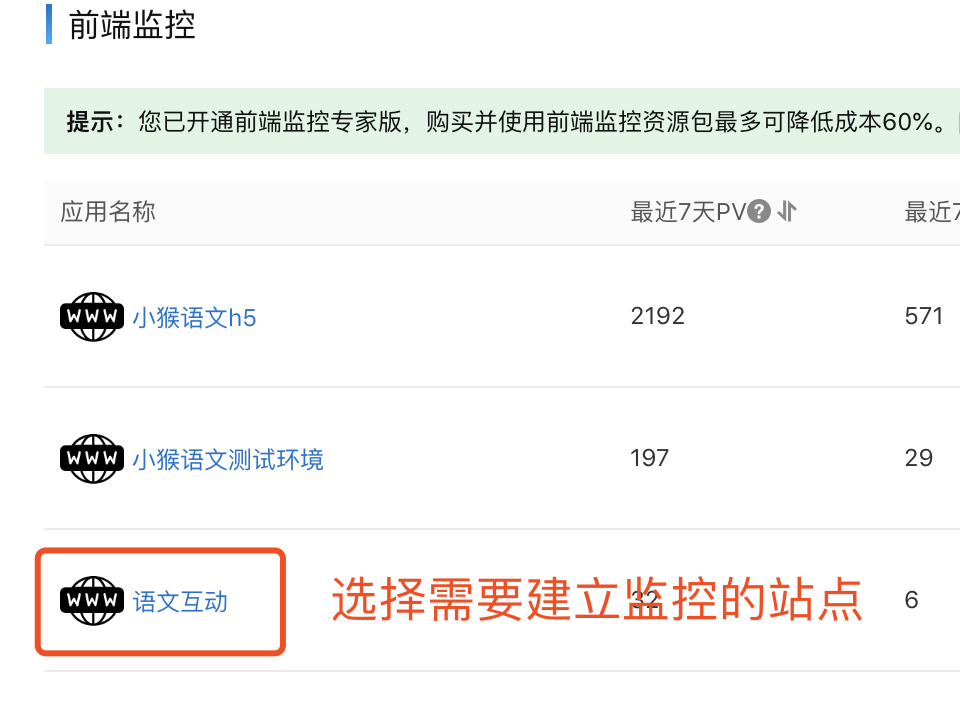 前端监控
提示：您已开通前端监控专家版，购买并使用前端监控资源包最多可降低成本60%。
应用名称 最近7天PV ? 最近7
WWW 小猴语文h5 2192 571
WWW 小猴语文测试环境 197 29
WWW 语文互动 选择需要建立监控的站点 32 6